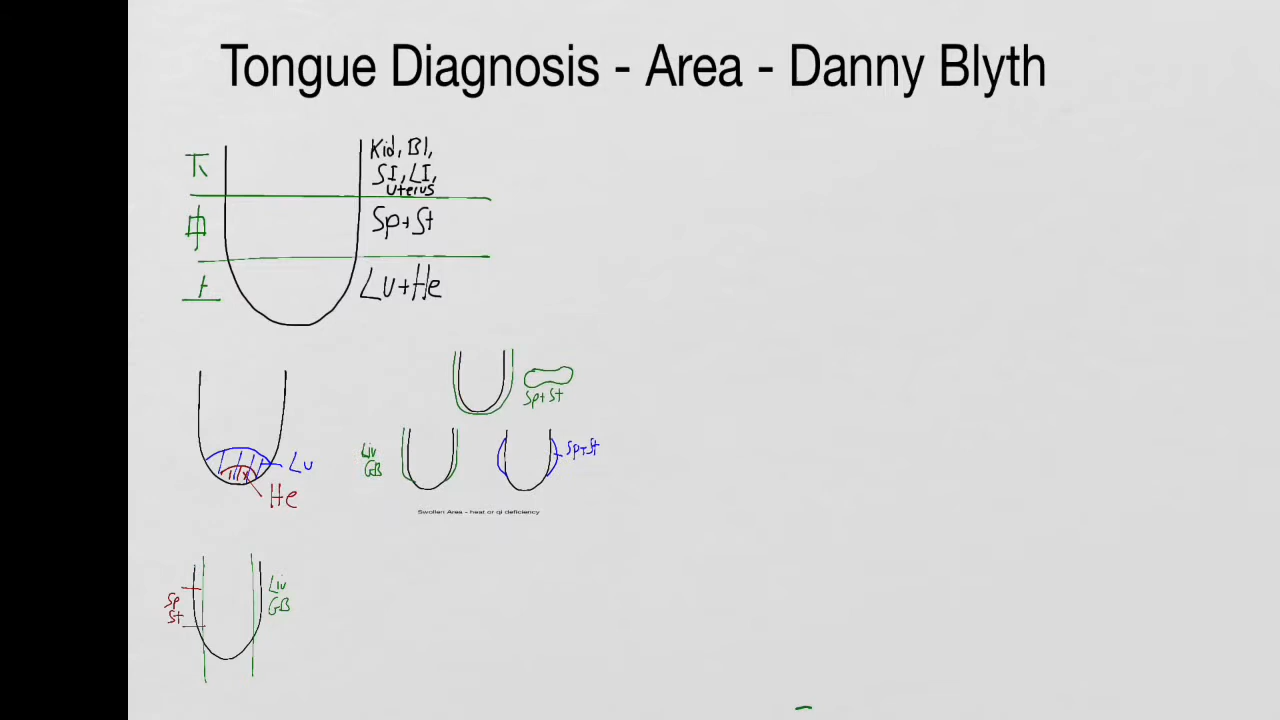 Tongue Diagnosis - Area - Danny Blyth
下
Kid, Bl,
SI, LI,
uterus
中
Sp+St
上
Lu+He
Sp+St
Liv
GB
Sp+St
Lu
He
Swollen Area - heat or qi deficiency
Sp
St
Liv
GB